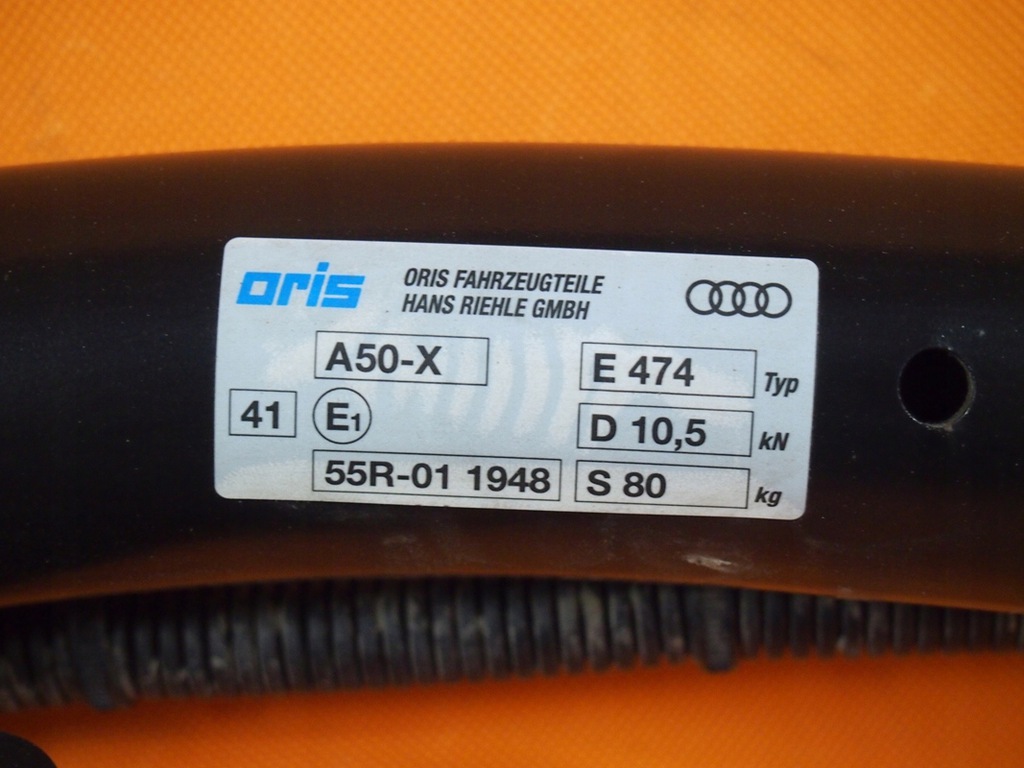 oris ORIS FAHRZEUGTEILE
HANS RIEHLE GMBH
A50-X E 474 Typ
41 E1 D 10,5 kN
55R-01 1948 S 80 kg